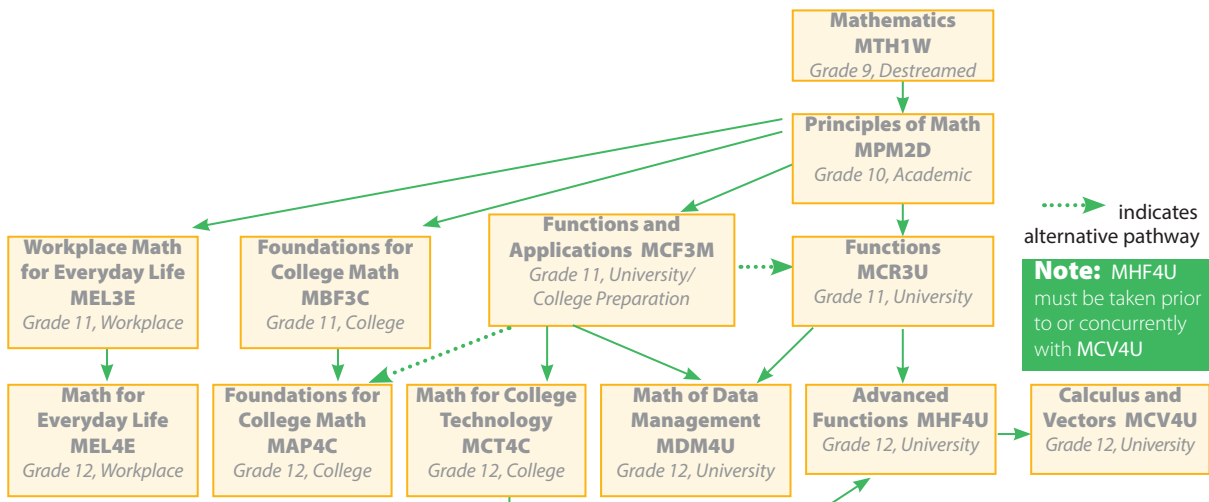 Mathematics
MTH1W
Grade 9, Destreamed
Principles of Math
MPM2D
Grade 10, Academic
indicates
alternative pathway
Note: MHF4U
must be taken prior
to or concurrently
with MCV4U
Workplace Math
for Everyday Life
MEL3E
Grade 11, Workplace
Foundations for
College Math
MBF3C
Grade 11, College
Functions and
Applications MCF3M
Grade 11, University/
College Preparation
Functions
MCR3U
Grade 11, University
Math for
Everyday Life
MEL4E
Grade 12, Workplace
Foundations for
College Math
MAP4C
Grade 12, College
Math for College
Technology
MCT4C
Grade 12, College
Math of Data
Management
MDM4U
Grade 12, University
Advanced
Functions MHF4U
Grade 12, University
Calculus and
Vectors MCV4U
Grade 12, University